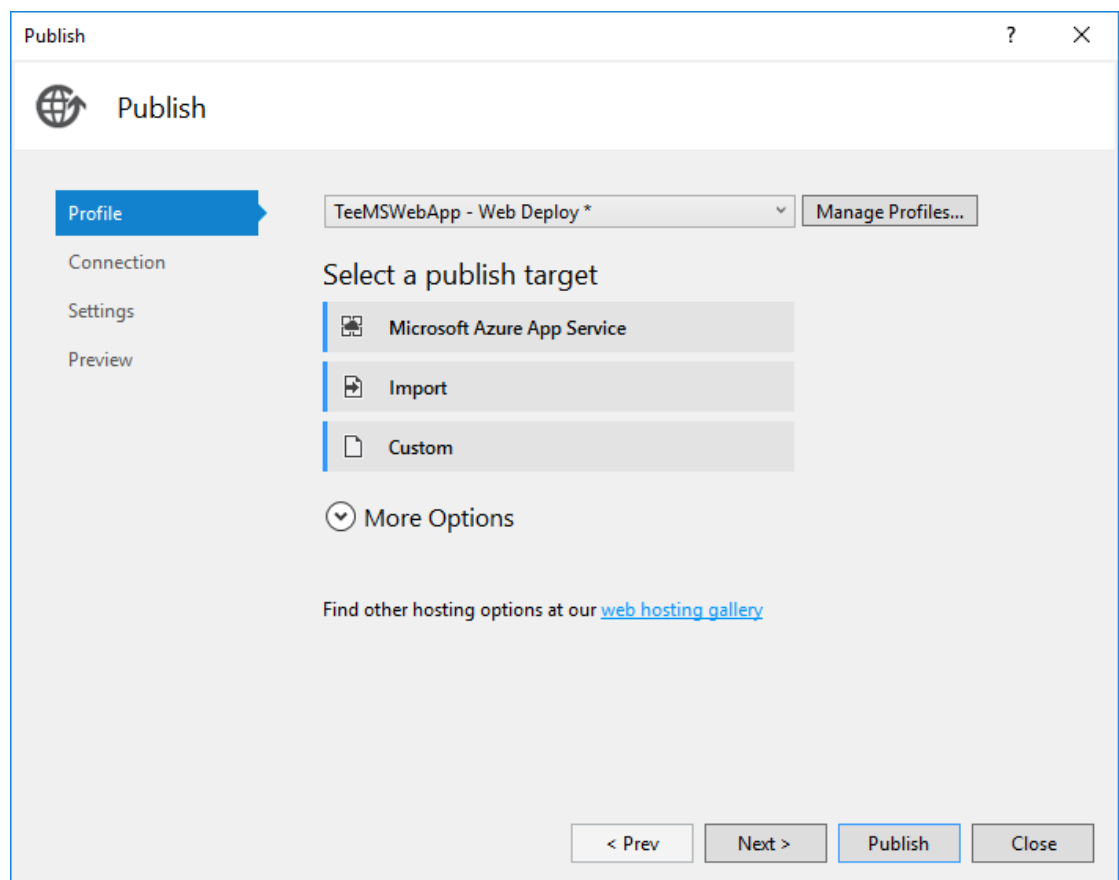 Publish
?
Publish
Profile
Connection
Settings
Preview
TeeMSWebApp - Web Deploy *
Manage Profiles...
Select a publish target
Microsoft Azure App Service
Import
Custom
More Options
Find other hosting options at our web hosting gallery
< Prev
Next >
Publish
Close